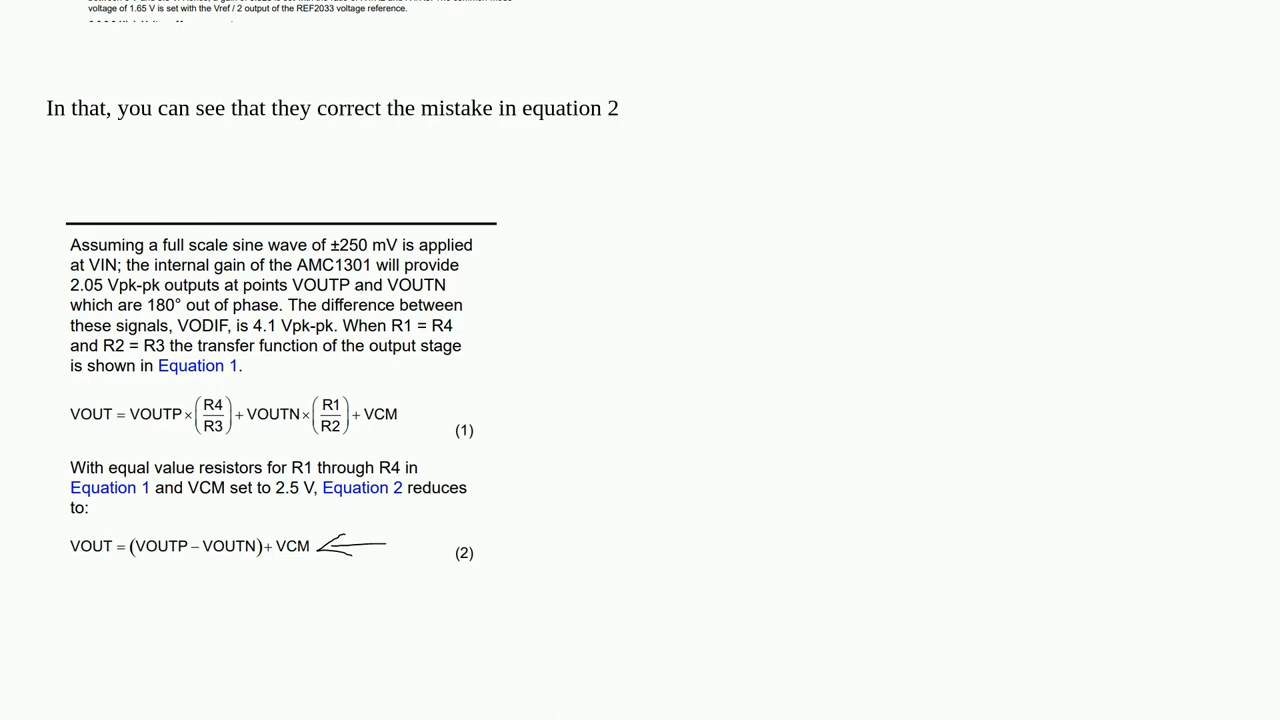 voltage of 1.65 V is set with the Vref / 2 output of the REF2033 voltage reference.
In that, you can see that they correct the mistake in equation 2
Assuming a full scale sine wave of ±250 mV is applied
at VIN; the internal gain of the AMC1301 will provide
2.05 Vpk-pk outputs at points VOUTP and VOUTN
which are 180° out of phase. The difference between
these signals, VODIF, is 4.1 Vpk-pk. When R1 = R4
and R2 = R3 the transfer function of the output stage
is shown in Equation 1.
VOUT = VOUTP × (R4/R3) + VOUTN × (R1/R2) + VCM
(1)
With equal value resistors for R1 through R4 in
Equation 1 and VCM set to 2.5 V, Equation 2 reduces
to:
VOUT = (VOUTP − VOUTN) + VCM
(2)